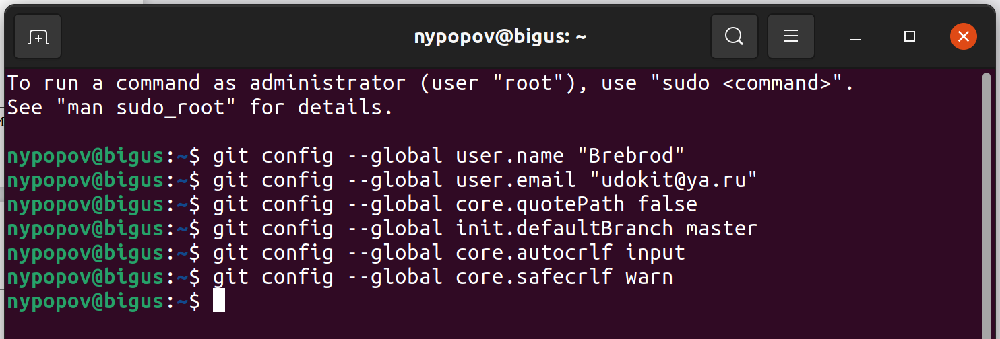 nypopov@bigus: ~
To run a command as administrator (user "root"), use "sudo <command>".
See "man sudo_root" for details.
nypopov@bigus:~$ git config --global user.name "Brebrod"
nypopov@bigus:~$ git config --global user.email "udokit@ya.ru"
nypopov@bigus:~$ git config --global core.quotePath false
nypopov@bigus:~$ git config --global init.defaultBranch master
nypopov@bigus:~$ git config --global core.autocrlf input
nypopov@bigus:~$ git config --global core.safecrlf warn
nypopov@bigus:~$